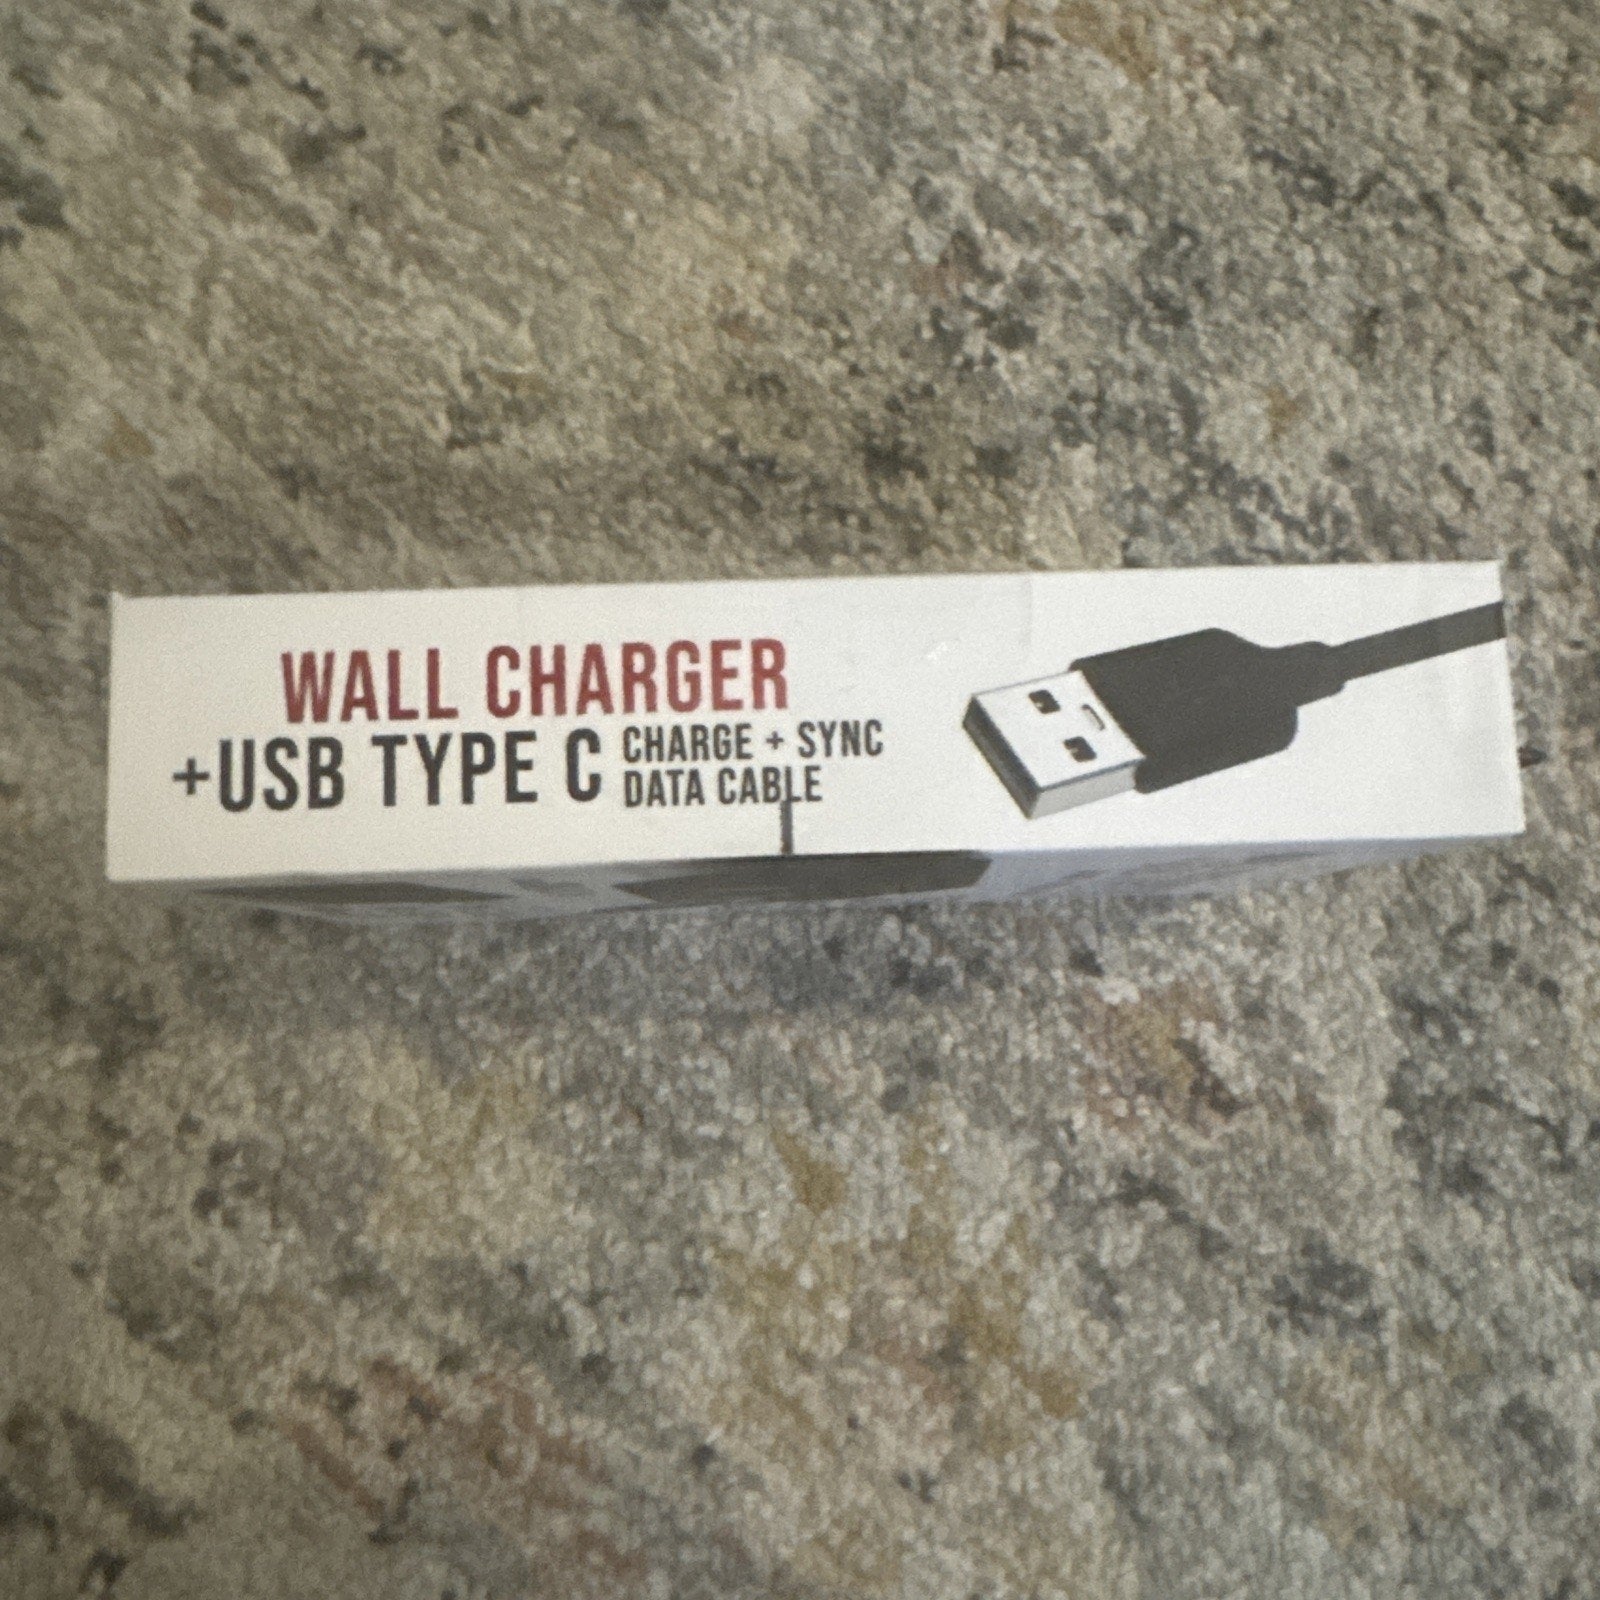 WALL CHARGER
+USB TYPE C CHARGE + SYNC
DATA CABLE